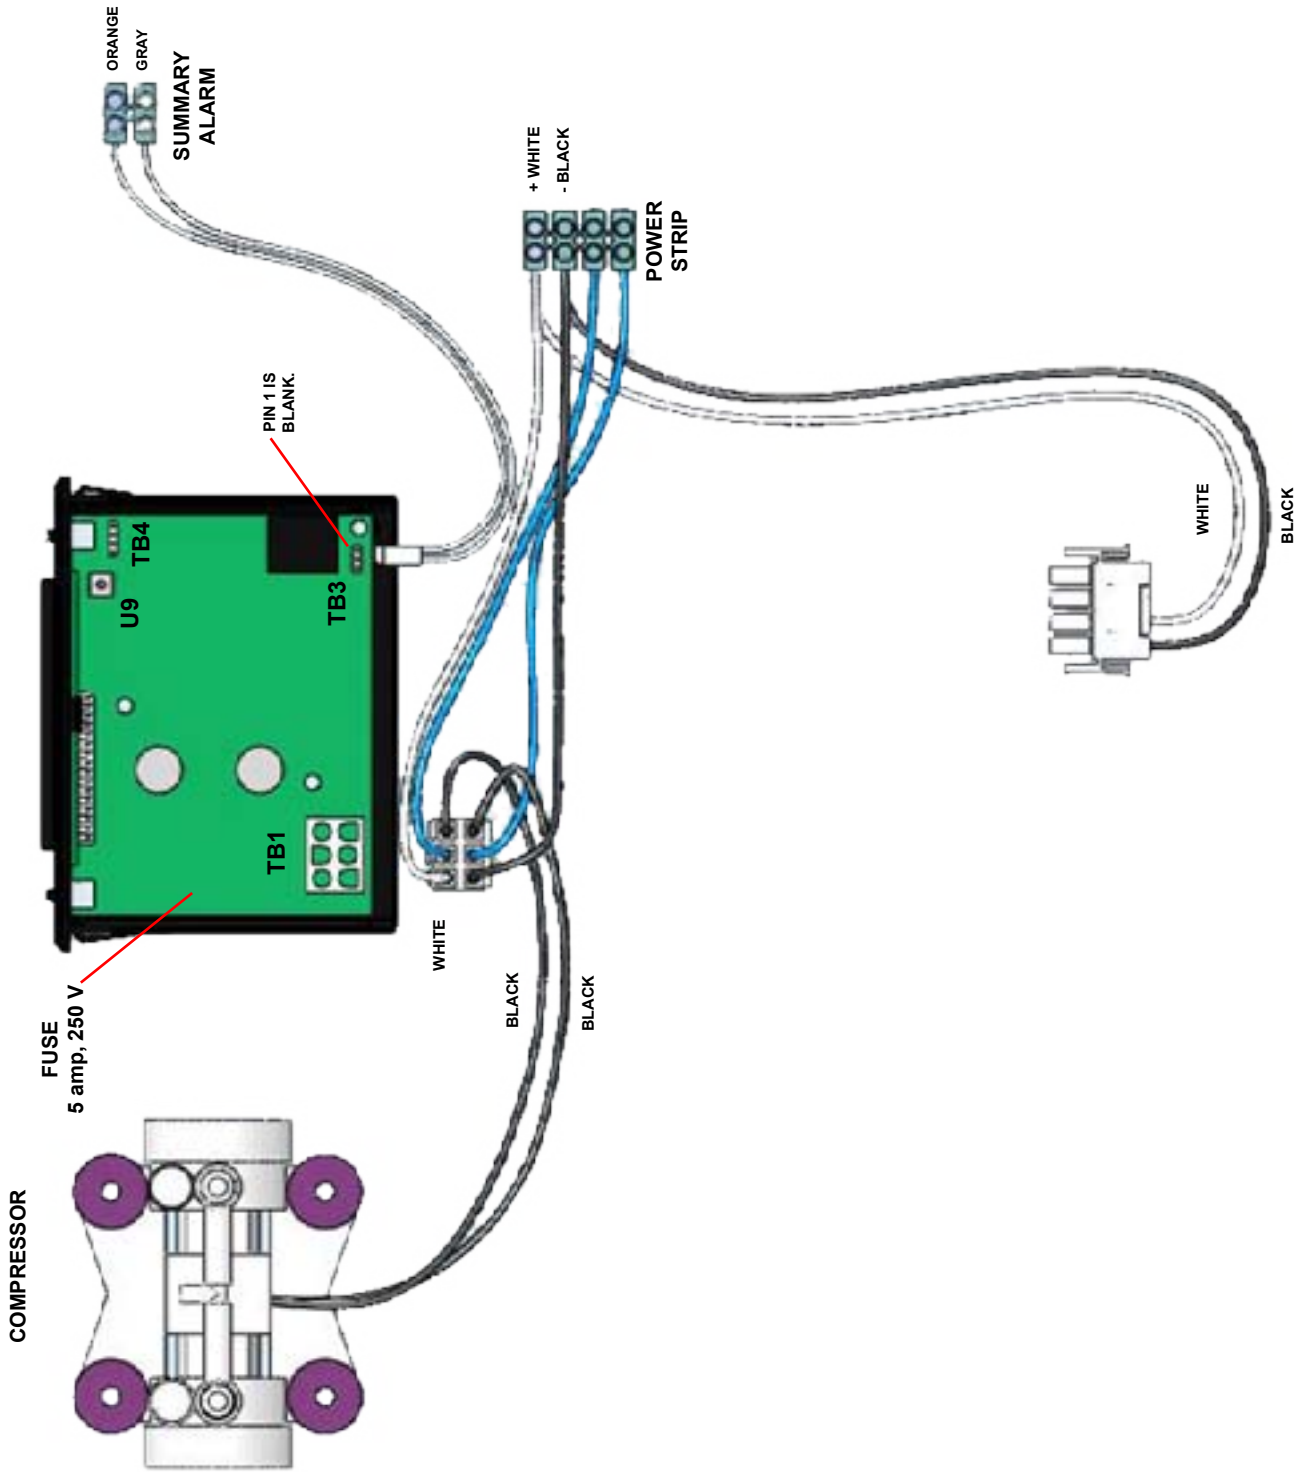 COMPRESSOR
FUSE
5 amp, 250 V
TB1
U9
TB4
TB3
PIN 1 IS
BLANK.
ORANGE
GRAY
SUMMARY
ALARM
+ WHITE
- BLACK
POWER
STRIP
WHITE
BLACK
BLACK
WHITE
BLACK